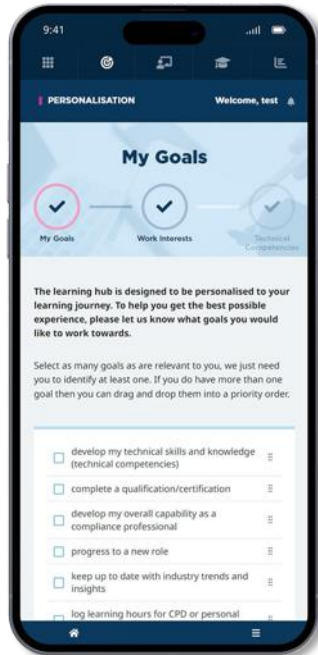 9:41
PERSONALISATION
Welcome, test
My Goals
My Goals
Work Interests
Technical
Competencies
The learning hub is designed to be personalised to your
learning journey. To help you get the best possible
experience, please let us know what goals you would
like to work towards.
Select as many goals as are relevant to you, we just need
you to identify at least one. If you do have more than one
goal then you can drag and drop them into a priority order.
develop my technical skills and knowledge
(technical competencies)
complete a qualification/certification
develop my overall capability as a
compliance professional
progress to a new role
keep up to date with industry trends and
insights
log learning hours for CPD or personal